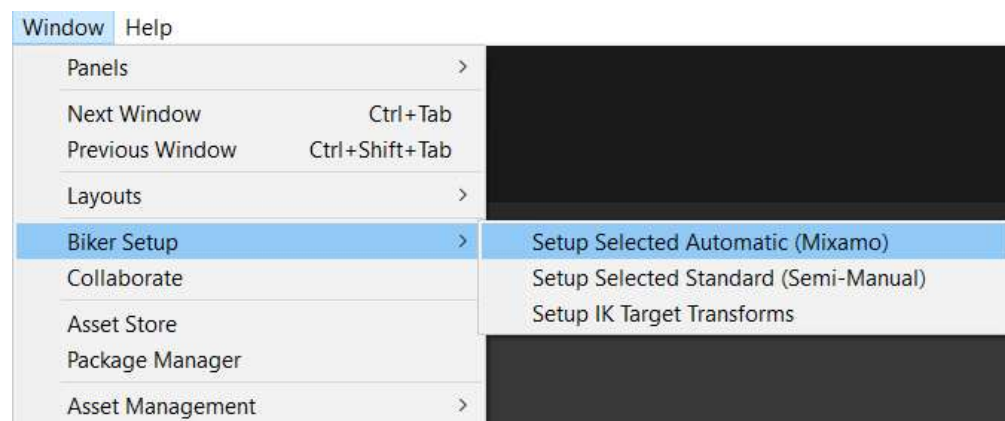 Window Help
Panels >
Next Window Ctrl+Tab
Previous Window Ctrl+Shift+Tab
Layouts >
Biker Setup > Setup Selected Automatic (Mixamo)
Collaborate Setup Selected Standard (Semi-Manual)
Setup IK Target Transforms
Asset Store
Package Manager
Asset Management >